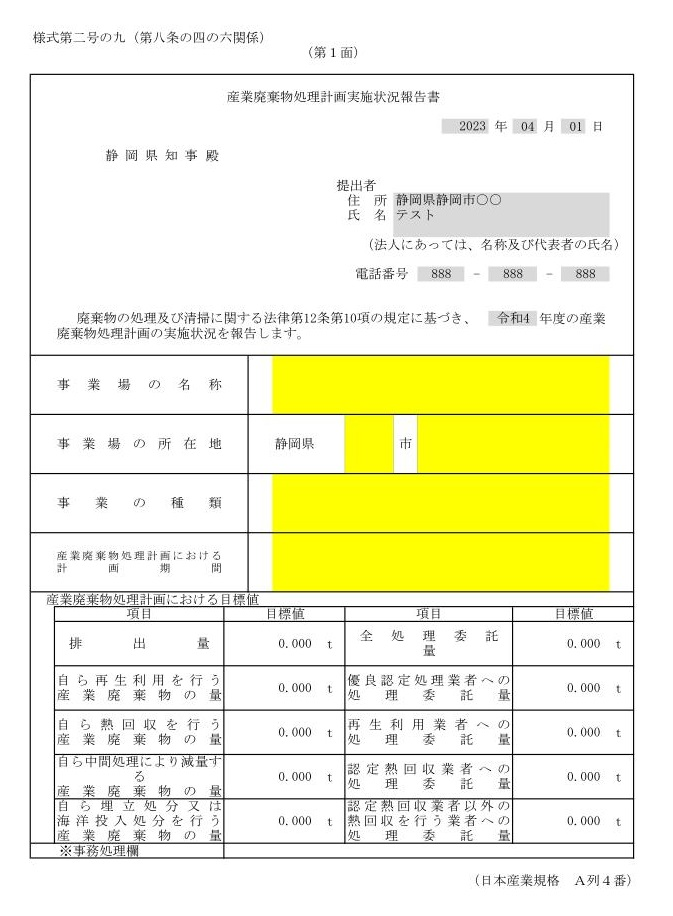 様式第二号の九（第八条の四の六関係）
（第１面）
産業廃棄物処理計画実施状況報告書
2023 年 04 月 01 日
静岡県知事殿
提出者
住 所 静岡県静岡市〇〇
氏 名 テスト
（法人にあっては、名称及び代表者の氏名）
電話番号 888 － 888 － 888
廃棄物の処理及び清掃に関する法律第12条第10項の規定に基づき、 令和4 年度の産業
廃棄物処理計画の実施状況を報告します。
事業場の名称
事業場の所在地 静岡県 市
事業の種類
産業廃棄物処理計画における
計画期間
産業廃棄物処理計画における目標値
項目 目標値 項目 目標値
排出量 0.000 t 全処理委託
量 0.000 t
自ら再生利用を行う
産業廃棄物の量 0.000 t
優良認定処理業者への
処理委託量 0.000 t
自ら熱回収を行う
産業廃棄物の量 0.000 t
再生利用業者への
処理委託量 0.000 t
自ら中間処理により減量す
る
産業廃棄物の量 0.000 t
認定熱回収業者への
処理委託量 0.000 t
自ら埋立処分又は
海洋投入処分を行う
産業廃棄物の量 0.000 t
認定熱回収業者以外の
熱回収を行う業者への
処理委託量 0.000 t
※事務処理欄
（日本産業規格　Ａ列４番）